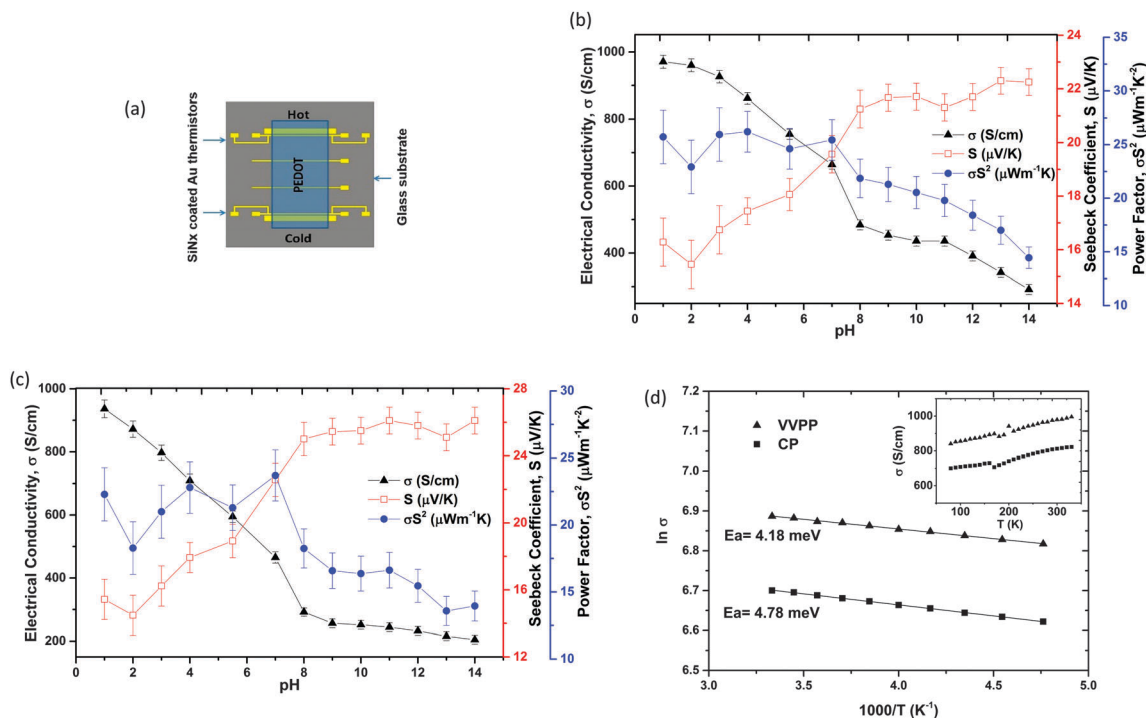 (a)
SiNx coated Au thermistors
Hot
PEDOT
Cold
Glass substrate
(b)
Electrical Conductivity, σ (S/cm)
1000
800
600
400
0 2 4 6 8 10 12 14
pH
σ (S/cm)
S (μV/K)
σS² (μWm⁻¹K)
24
22
20
18
16
14
Seebeck Coefficient, S (μV/K)
35
30
25
20
15
10
Power Factor, σS² (μWm⁻¹K⁻²)
(c)
Electrical Conductivity, σ (S/cm)
1000
800
600
400
200
0 2 4 6 8 10 12 14
pH
σ (S/cm)
S (μV/K)
σS² (μWm⁻¹K)
28
26
22
20
18
16
14
12
Seebeck Coefficient, S (μV/K)
30
25
20
15
10
Power Factor, σS² (μWm⁻¹K⁻²)
(d)
ln σ
7.2
7.1
7.0
6.9
6.8
6.7
6.6
6.5
VVPP
CP
Ea= 4.18 meV
Ea= 4.78 meV
3.0 3.5 4.0 4.5 5.0
1000/T (K⁻¹)
σ (S/cm)
1000
800
600
100 200 300
T (K)